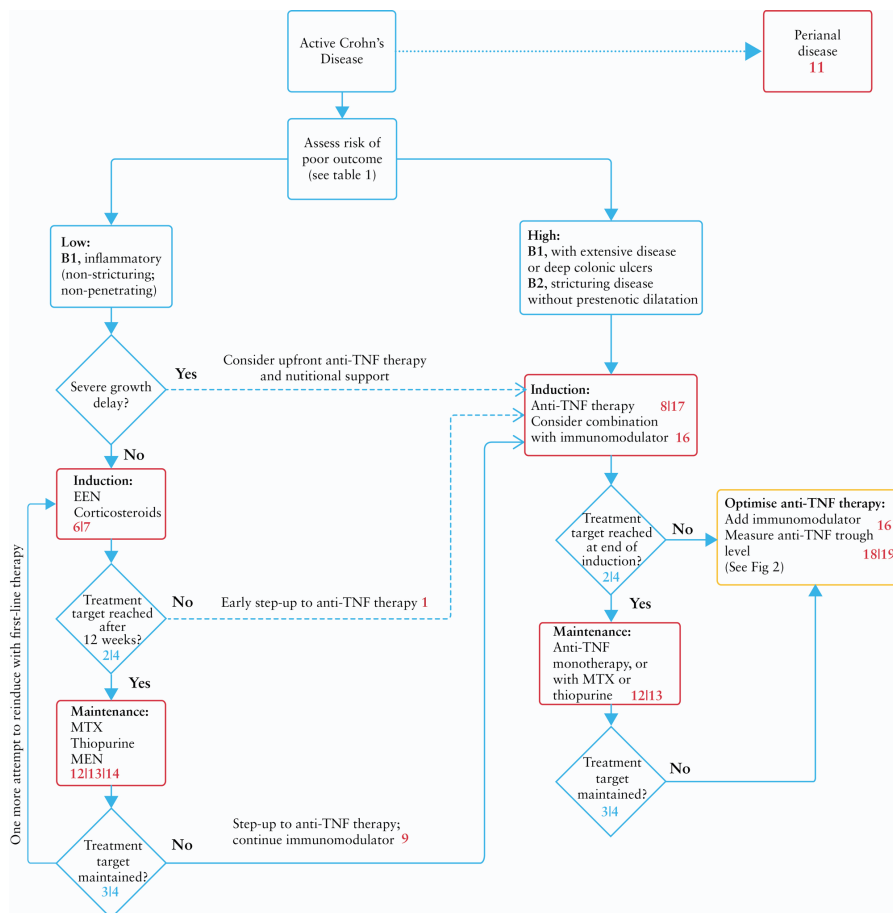 Active Crohn's
Disease
Perianal
disease
11
Assess risk of
poor outcome
(see table 1)
Low:
B1, inflammatory
(non-stricturing;
non-penetrating)
High:
B1, with extensive disease
or deep colonic ulcers
B2, stricturing disease
without prestenotic dilatation
Severe growth
delay?
Yes
Consider upfront anti-TNF therapy
and nutitional support
No
Induction:
Anti-TNF therapy 8|17
Consider combination
with immunomodulator 16
Induction:
EEN
Corticosteroids
6|7
Treatment
target reached
at end of
induction?
2|4
No
Yes
Optimise anti-TNF therapy:
Add immunomodulator 16
Measure anti-TNF trough
level 18|19
(See Fig 2)
Treatment
target reached
after
12 weeks?
2|4
No
Early step-up to anti-TNF therapy 1
Yes
Maintenance:
Anti-TNF
monotherapy, or
with MTX or
thiopurine 12|13
Maintenance:
MTX
Thiopurine
MEN
12|13|14
Treatment
target
maintained?
3|4
No
Treatment
target
maintained?
3|4
No
Step-up to anti-TNF therapy;
continue immunomodulator 9
One more attempt to reinduce with first-line therapy